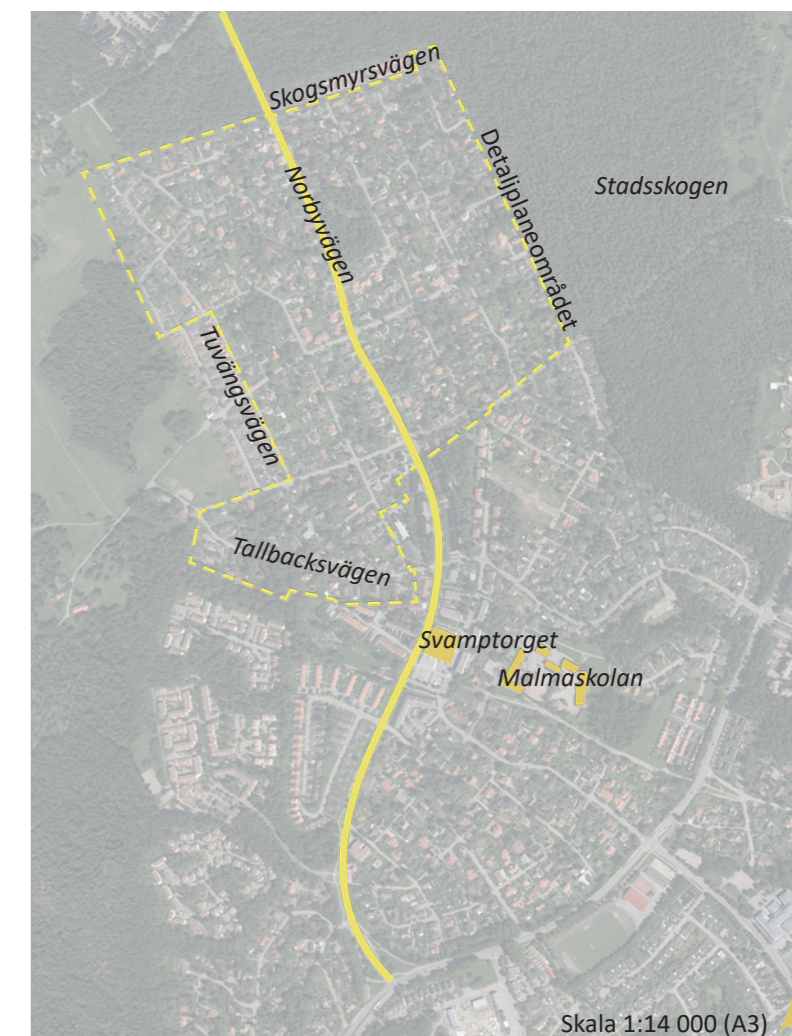 Skogsmyrsvägen
Detaljplaneområdet
Stadsskogen
Norbyvägen
Tuvängsvägen
Tallbacksvägen
Svamptorget
Malmaskolan
Skala 1:14 000 (A3)